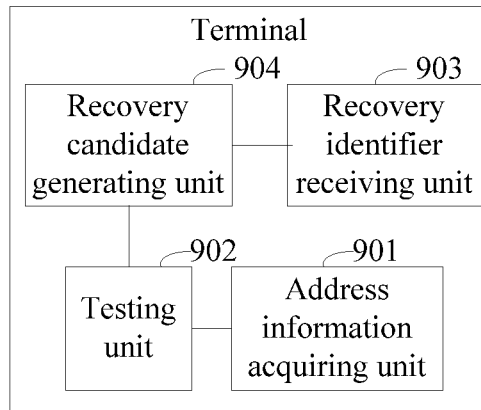 Terminal
904
903
Recovery
candidate
generating unit
Recovery
identifier
receiving unit
902
901
Testing
unit
Address
information
acquiring unit